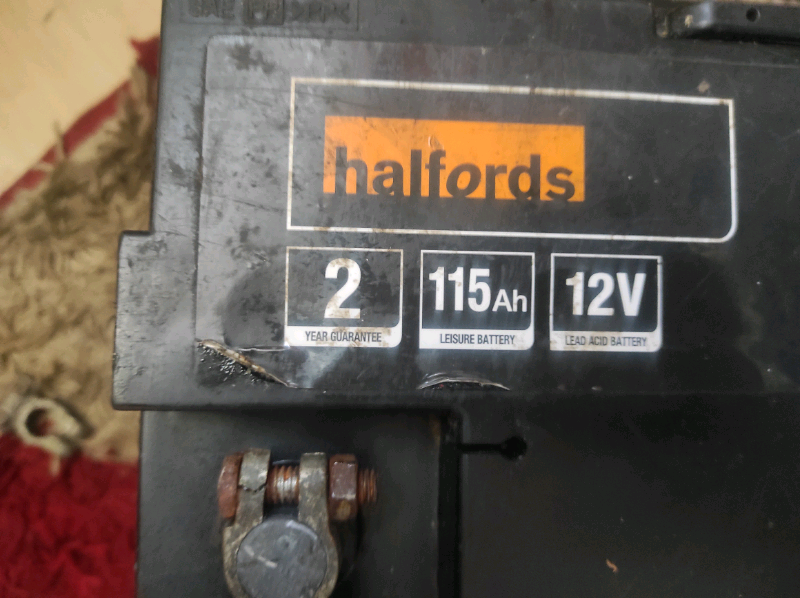 halfords
2
YEAR GUARANTEE
115Ah
LEISURE BATTERY
12V
LEAD ACID BATTERY